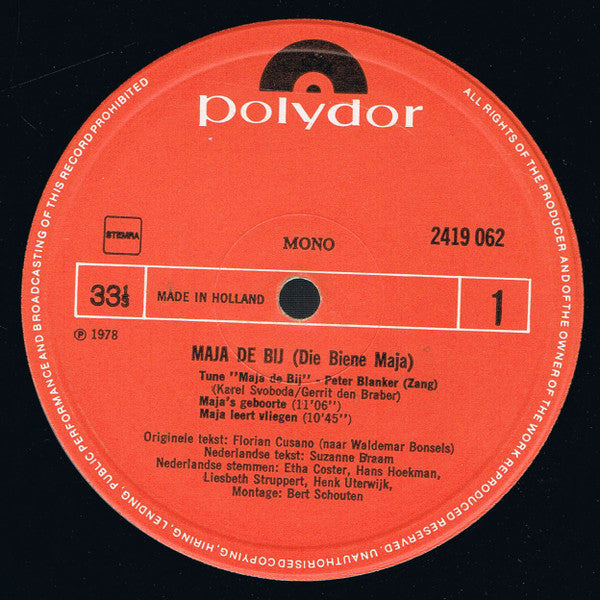 polydor
STEMRA
MONO
2419 062
33⅓
MADE IN HOLLAND
1
℗ 1978
MAJA DE BIJ (Die Biene Maja)
Tune "Maja de Bij" - Peter Blanker (Zang)
(Karel Svoboda/Gerrit den Braber)
Maja's geboorte (11'06")
Maja leert vliegen (10'45")
Originele tekst: Florian Cusano (naar Waldemar Bonsels)
Nederlandse tekst: Suzanne Braam
Nederlandse stemmen: Etha Coster, Hans Hoekman,
Liesbeth Struppert, Henk Uterwijk,
Montage: Bert Schouten
ALL RIGHTS OF THE PRODUCER AND OF THE OWNER OF THE WORK REPRODUCED RESERVED. UNAUTHORISED COPYING, HIRING, LENDING, PUBLIC PERFORMANCE AND BROADCASTING OF THIS RECORD PROHIBITED